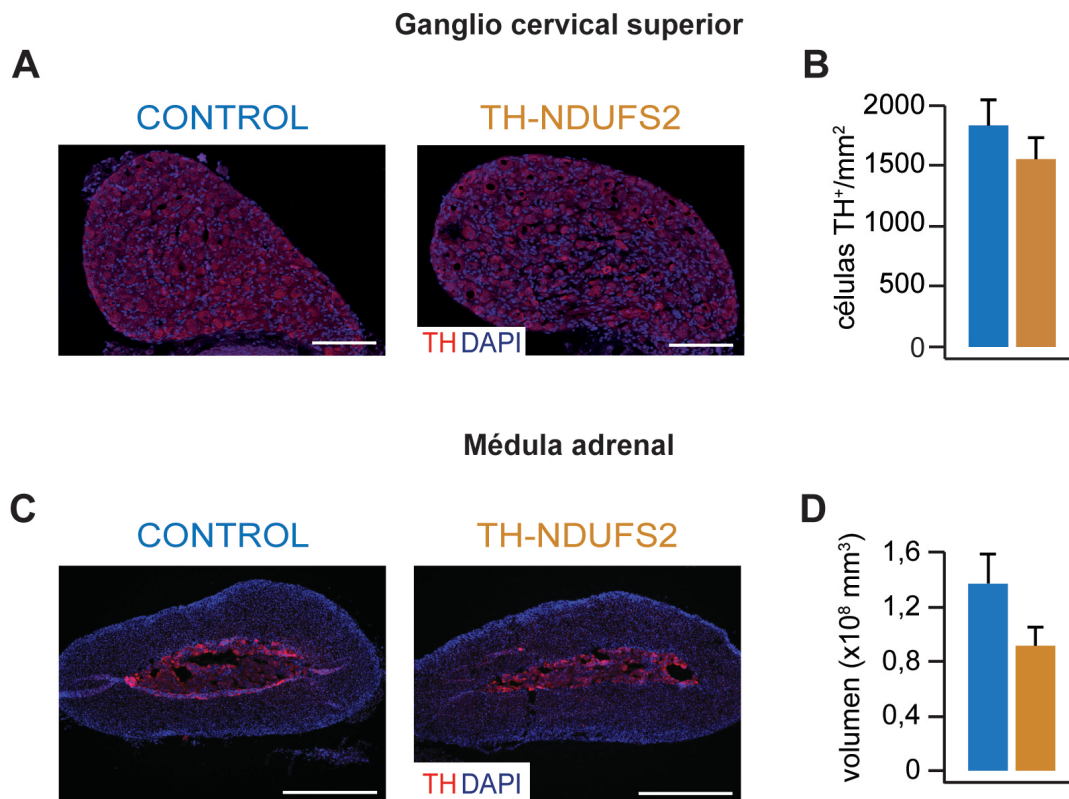 Ganglio cervical superior
A
B
CONTROL
TH-NDUFS2
TH DAPI
células TH⁺/mm²
2000
1500
1000
500
0
Médula adrenal
C
D
CONTROL
TH-NDUFS2
TH DAPI
volumen (x10⁸ mm³)
1,6
1,2
0,8
0,4
0